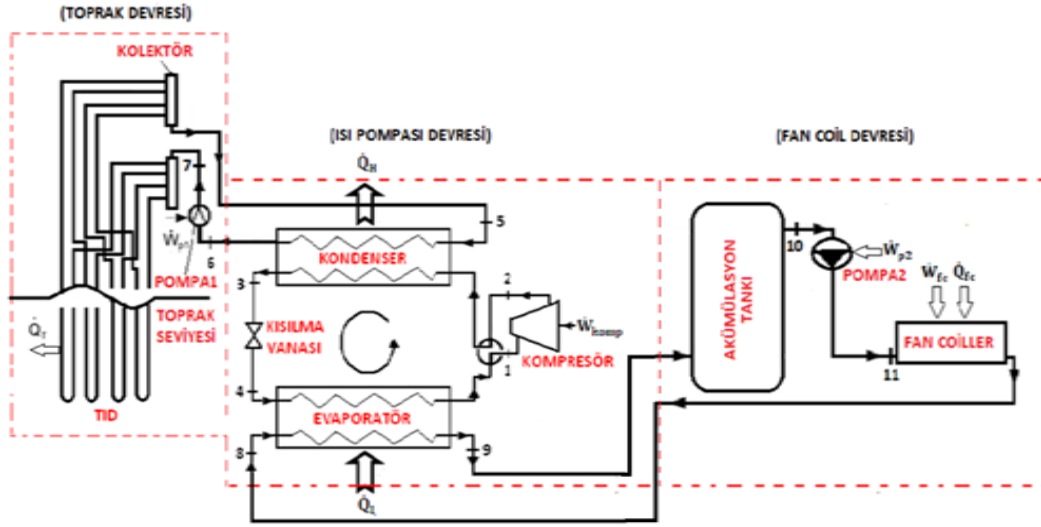 (TOPRAK DEVRESİ)
KOLEKTÖR
(ISI POMPASI DEVRESİ)
(FAN COİL DEVRESİ)
7
Q̇H
5
Ẇp1
6
KONDENSER
10
Ẇp2
POMPA1
3
2
POMPA2
Ẇfc
Q̇fc
AKÜMÜLASYON
TANKI
TOPRAK
SEVİYESİ
KISILMA
VANASI
Ẇkomp
KOMPRESÖR
1
FAN COİLLER
11
Q̇T
4
TID
EVAPORATÖR
8
9
Q̇L